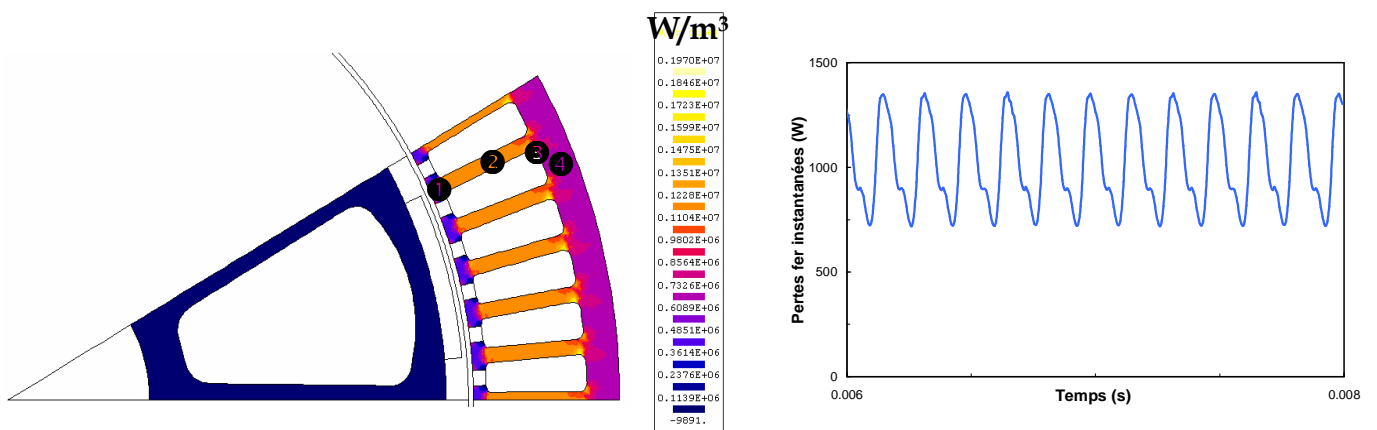 W/m³
0.1970E+07
0.1846E+07
0.1723E+07
0.1599E+07
0.1475E+07
0.1351E+07
0.1228E+07
0.1104E+07
0.9802E+06
0.8564E+06
0.7326E+06
0.6089E+06
0.4851E+06
0.3614E+06
0.2376E+06
0.1139E+06
-9891.
1
2
3
4
Pertes fer instantanées (W)
1500
1000
500
0
0.006
0.008
Temps (s)